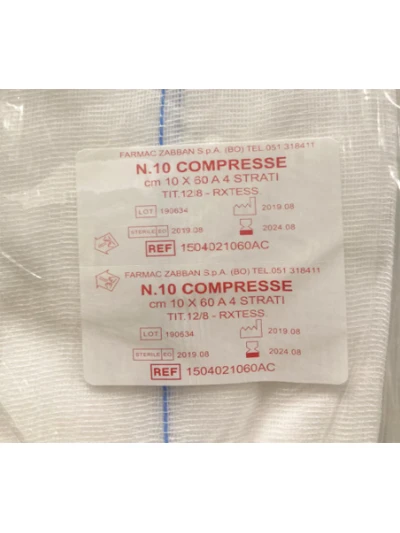 FARMAC ZABBAN S.p.A. (BO) TEL.051 318411
N.10 COMPRESSE
cm 10 X 60 A 4 STRATI
TIT.12/8 - RXTESS.
LOT 190634 2019.08
STERILE EO 2019.08 2024.08
REF 1504021060AC
FARMAC ZABBAN S.p.A. (BO) TEL.051 318411
N.10 COMPRESSE
cm 10 X 60 A 4 STRATI
TIT.12/8 - RXTESS.
LOT 190634 2019.08
STERILE EO 2019.08 2024.08
REF 1504021060AC